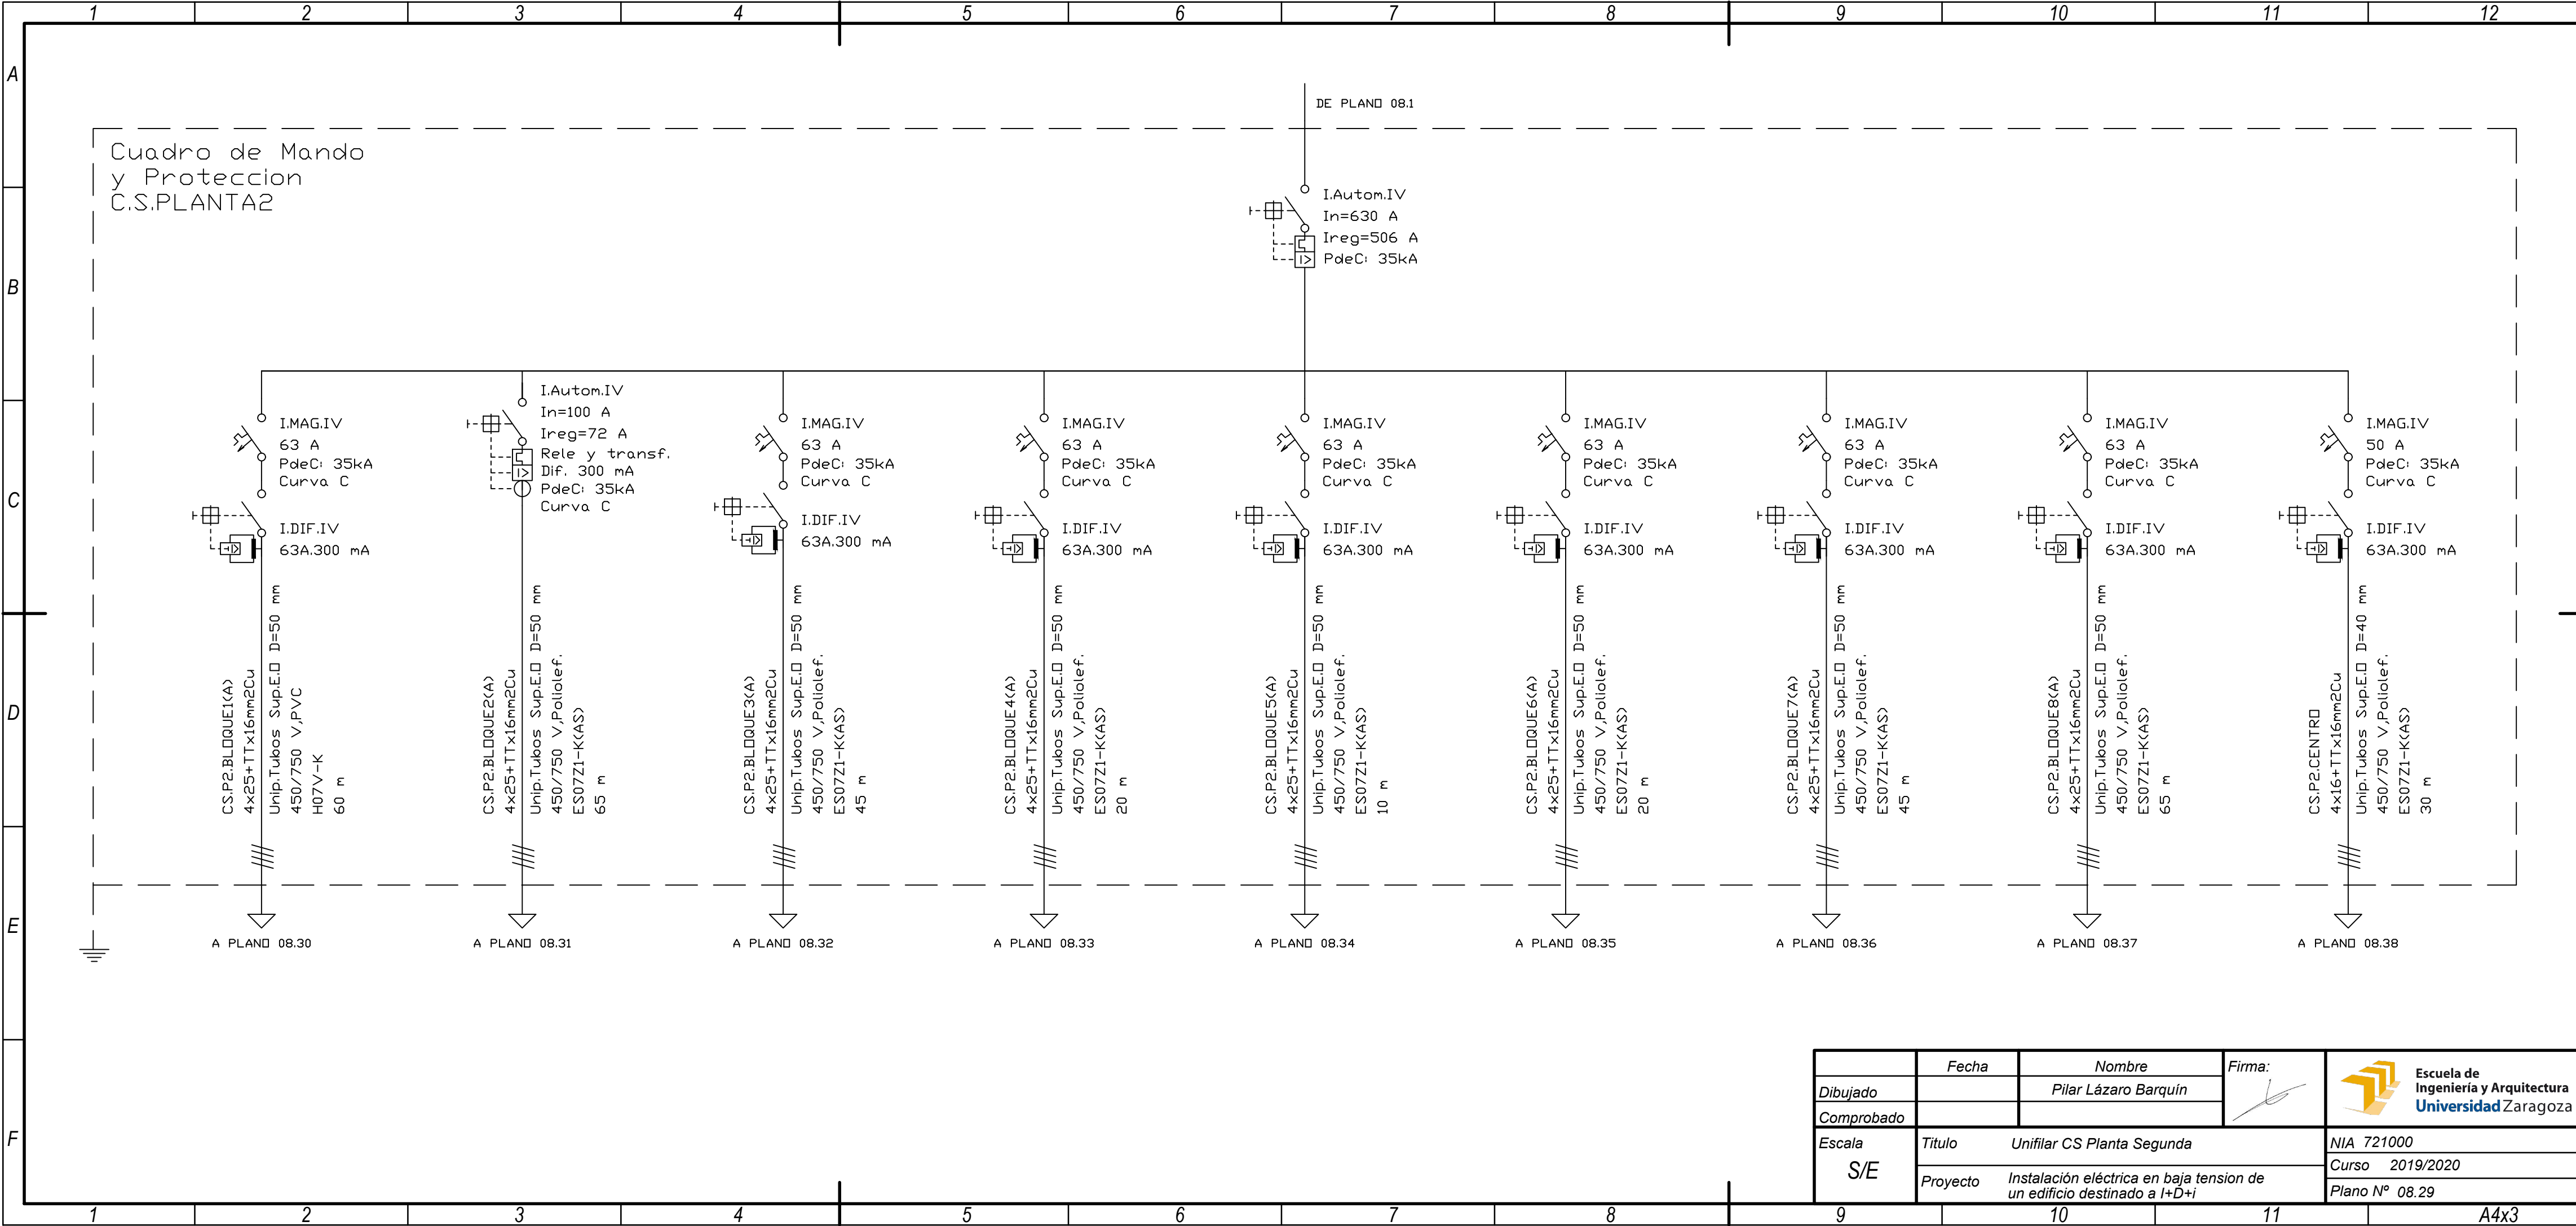 1 2 3 4 5 6 7 8 9 10 11 12
A
B
C
D
E
F
DE PLANO 08.1
Cuadro de Mando
y Proteccion
C.S.PLANTA2
I.Autom.IV
In=630 A
Ireg=506 A
PdeC: 35kA
I.MAG.IV
63 A
PdeC: 35kA
Curva C
I.DIF.IV
63A.300 mA
CS.P2.BLOQUE1(A)
4x25+TTx16mm2Cu
Unip.Tubos Sup.E.O D=50 mm
450/750 V,PVC
H07V-K
60 m
A PLANO 08.30
I.Autom.IV
In=100 A
Ireg=72 A
Rele y transf.
Dif. 300 mA
PdeC: 35kA
Curva C
CS.P2.BLOQUE2(A)
4x25+TTx16mm2Cu
Unip.Tubos Sup.E.O D=50 mm
450/750 V,Poliolef.
ES07Z1-K(AS)
65 m
A PLANO 08.31
I.MAG.IV
63 A
PdeC: 35kA
Curva C
I.DIF.IV
63A.300 mA
CS.P2.BLOQUE3(A)
4x25+TTx16mm2Cu
Unip.Tubos Sup.E.O D=50 mm
450/750 V,Poliolef.
ES07Z1-K(AS)
45 m
A PLANO 08.32
I.MAG.IV
63 A
PdeC: 35kA
Curva C
I.DIF.IV
63A.300 mA
CS.P2.BLOQUE4(A)
4x25+TTx16mm2Cu
Unip.Tubos Sup.E.O D=50 mm
450/750 V,Poliolef.
ES07Z1-K(AS)
20 m
A PLANO 08.33
I.MAG.IV
63 A
PdeC: 35kA
Curva C
I.DIF.IV
63A.300 mA
CS.P2.BLOQUE5(A)
4x25+TTx16mm2Cu
Unip.Tubos Sup.E.O D=50 mm
450/750 V,Poliolef.
ES07Z1-K(AS)
10 m
A PLANO 08.34
I.MAG.IV
63 A
PdeC: 35kA
Curva C
I.DIF.IV
63A.300 mA
CS.P2.BLOQUE6(A)
4x25+TTx16mm2Cu
Unip.Tubos Sup.E.O D=50 mm
450/750 V,Poliolef.
ES07Z1-K(AS)
20 m
A PLANO 08.35
I.MAG.IV
63 A
PdeC: 35kA
Curva C
I.DIF.IV
63A.300 mA
CS.P2.BLOQUE7(A)
4x25+TTx16mm2Cu
Unip.Tubos Sup.E.O D=50 mm
450/750 V,Poliolef.
ES07Z1-K(AS)
45 m
A PLANO 08.36
I.MAG.IV
63 A
PdeC: 35kA
Curva C
I.DIF.IV
63A.300 mA
CS.P2.BLOQUE8(A)
4x25+TTx16mm2Cu
Unip.Tubos Sup.E.O D=50 mm
450/750 V,Poliolef.
ES07Z1-K(AS)
65 m
A PLANO 08.37
I.MAG.IV
50 A
PdeC: 35kA
Curva C
I.DIF.IV
63A.300 mA
CS.P2.CENTRO
4x16+TTx16mm2Cu
Unip.Tubos Sup.E.O D=40 mm
450/750 V,Poliolef.
ES07Z1-K(AS)
30 m
A PLANO 08.38
Fecha Nombre Firma:
Dibujado Pilar Lázaro Barquín
Comprobado
Escala
S/E
Titulo Unifilar CS Planta Segunda
Proyecto Instalación eléctrica en baja tension de
un edificio destinado a I+D+i
Escuela de
Ingeniería y Arquitectura
Universidad Zaragoza
NIA 721000
Curso 2019/2020
Plano Nº 08.29
1 2 3 4 5 6 7 8 9 10 11 A4x3